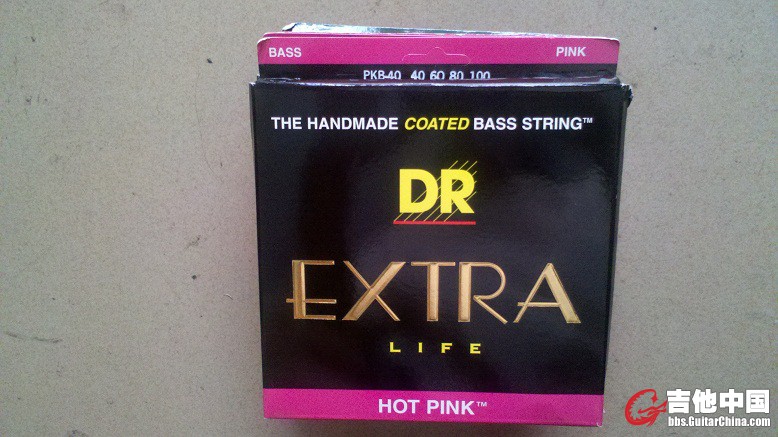 BASS PINK
PKB-40 40 60 80 100
THE HANDMADE COATED BASS STRING™
DR
EXTRA
LIFE
HOT PINK™
吉他中国
bbs.GuitarChina.com